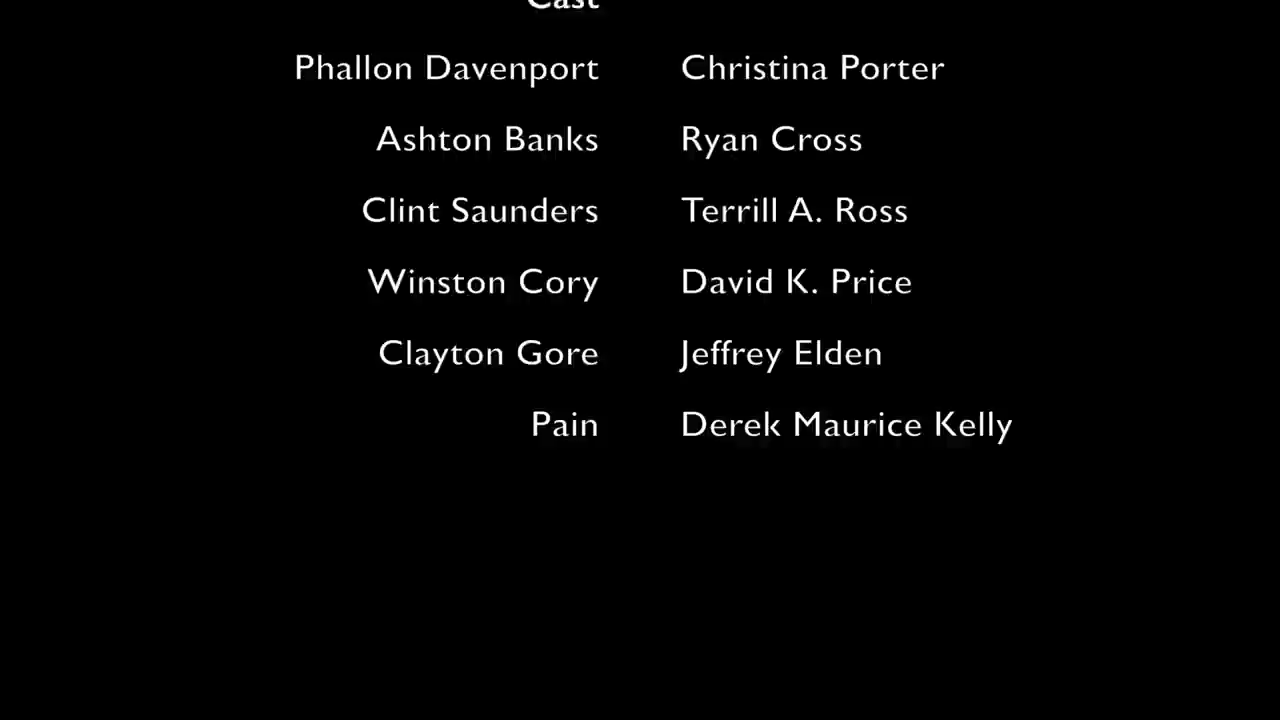 Cast
Phallon Davenport Christina Porter
Ashton Banks Ryan Cross
Clint Saunders Terrill A. Ross
Winston Cory David K. Price
Clayton Gore Jeffrey Elden
Pain Derek Maurice Kelly